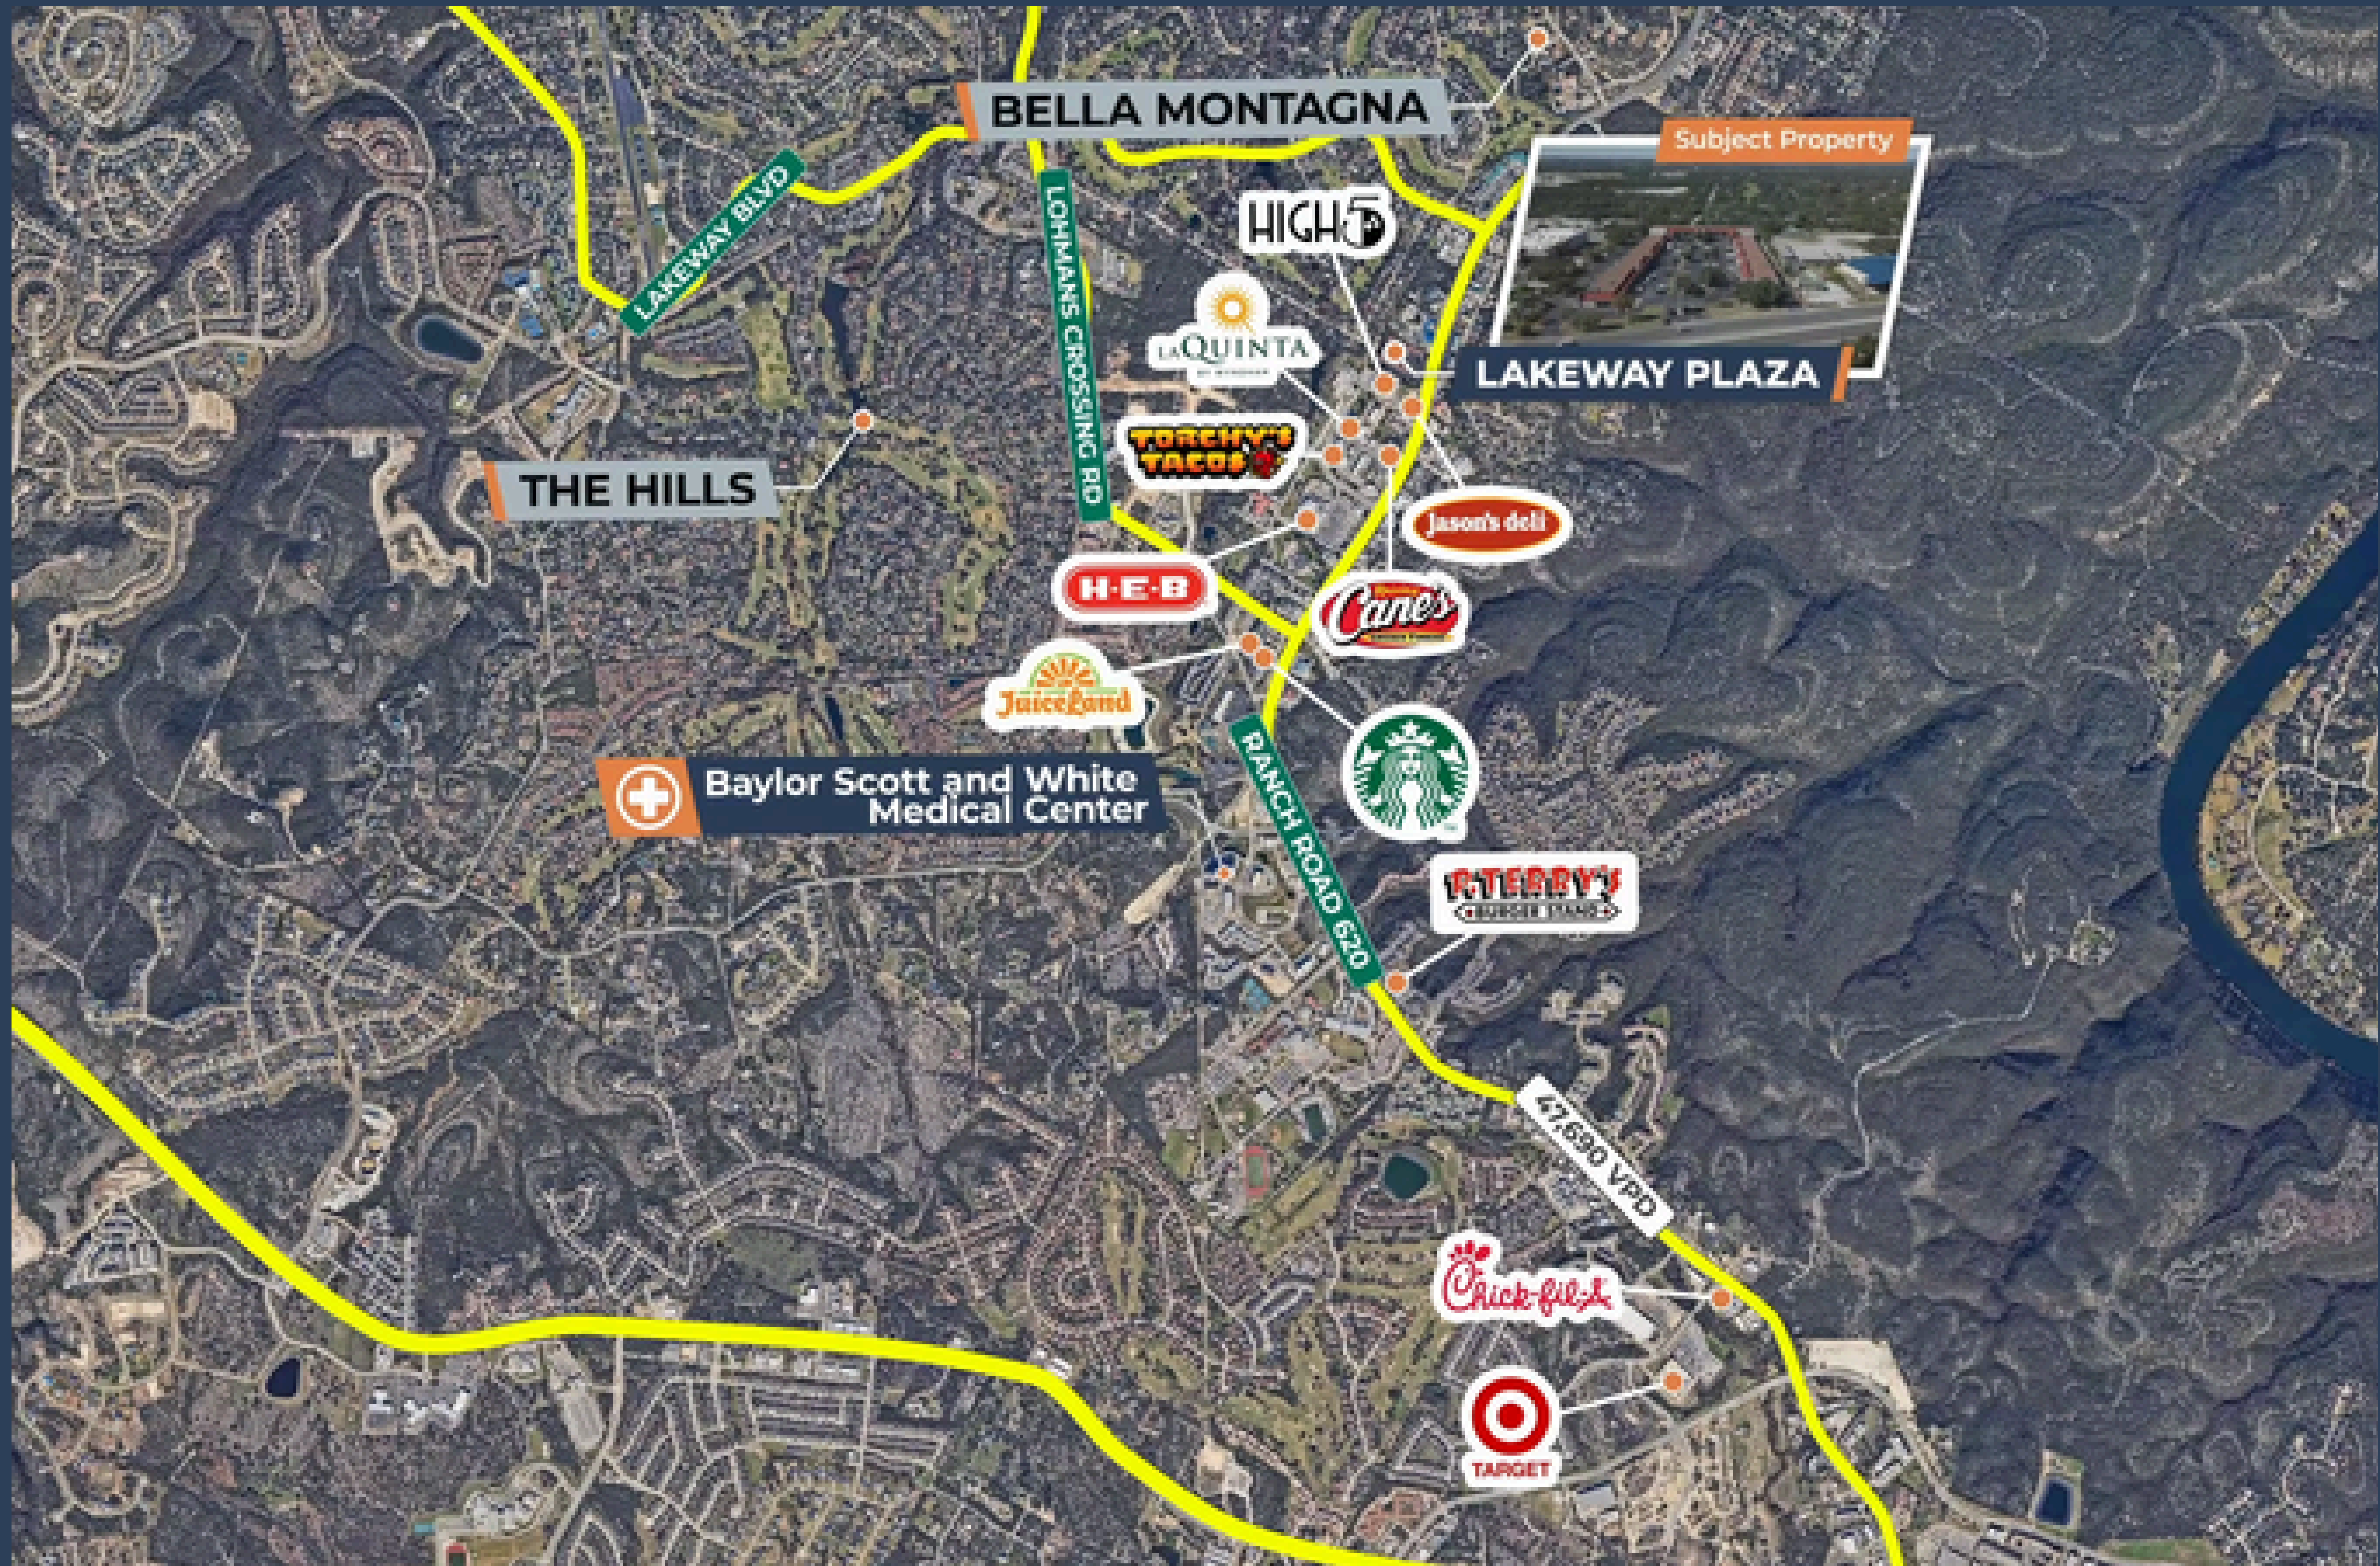 BELLA MONTAGNA
Subject Property
LAKEWAY BLVD
LOHMANS CROSSING RD
HIGH 5
LAQUINTA
LAKEWAY PLAZA
TORCHY'S
TACOS
THE HILLS
Jason's deli
H·E·B
Cane's
JuiceLand
RANCH ROAD 620
Baylor Scott and White
Medical Center
P.TERRY'S
BURGER STAND
47,690 VPD
Chick-fil-A
TARGET